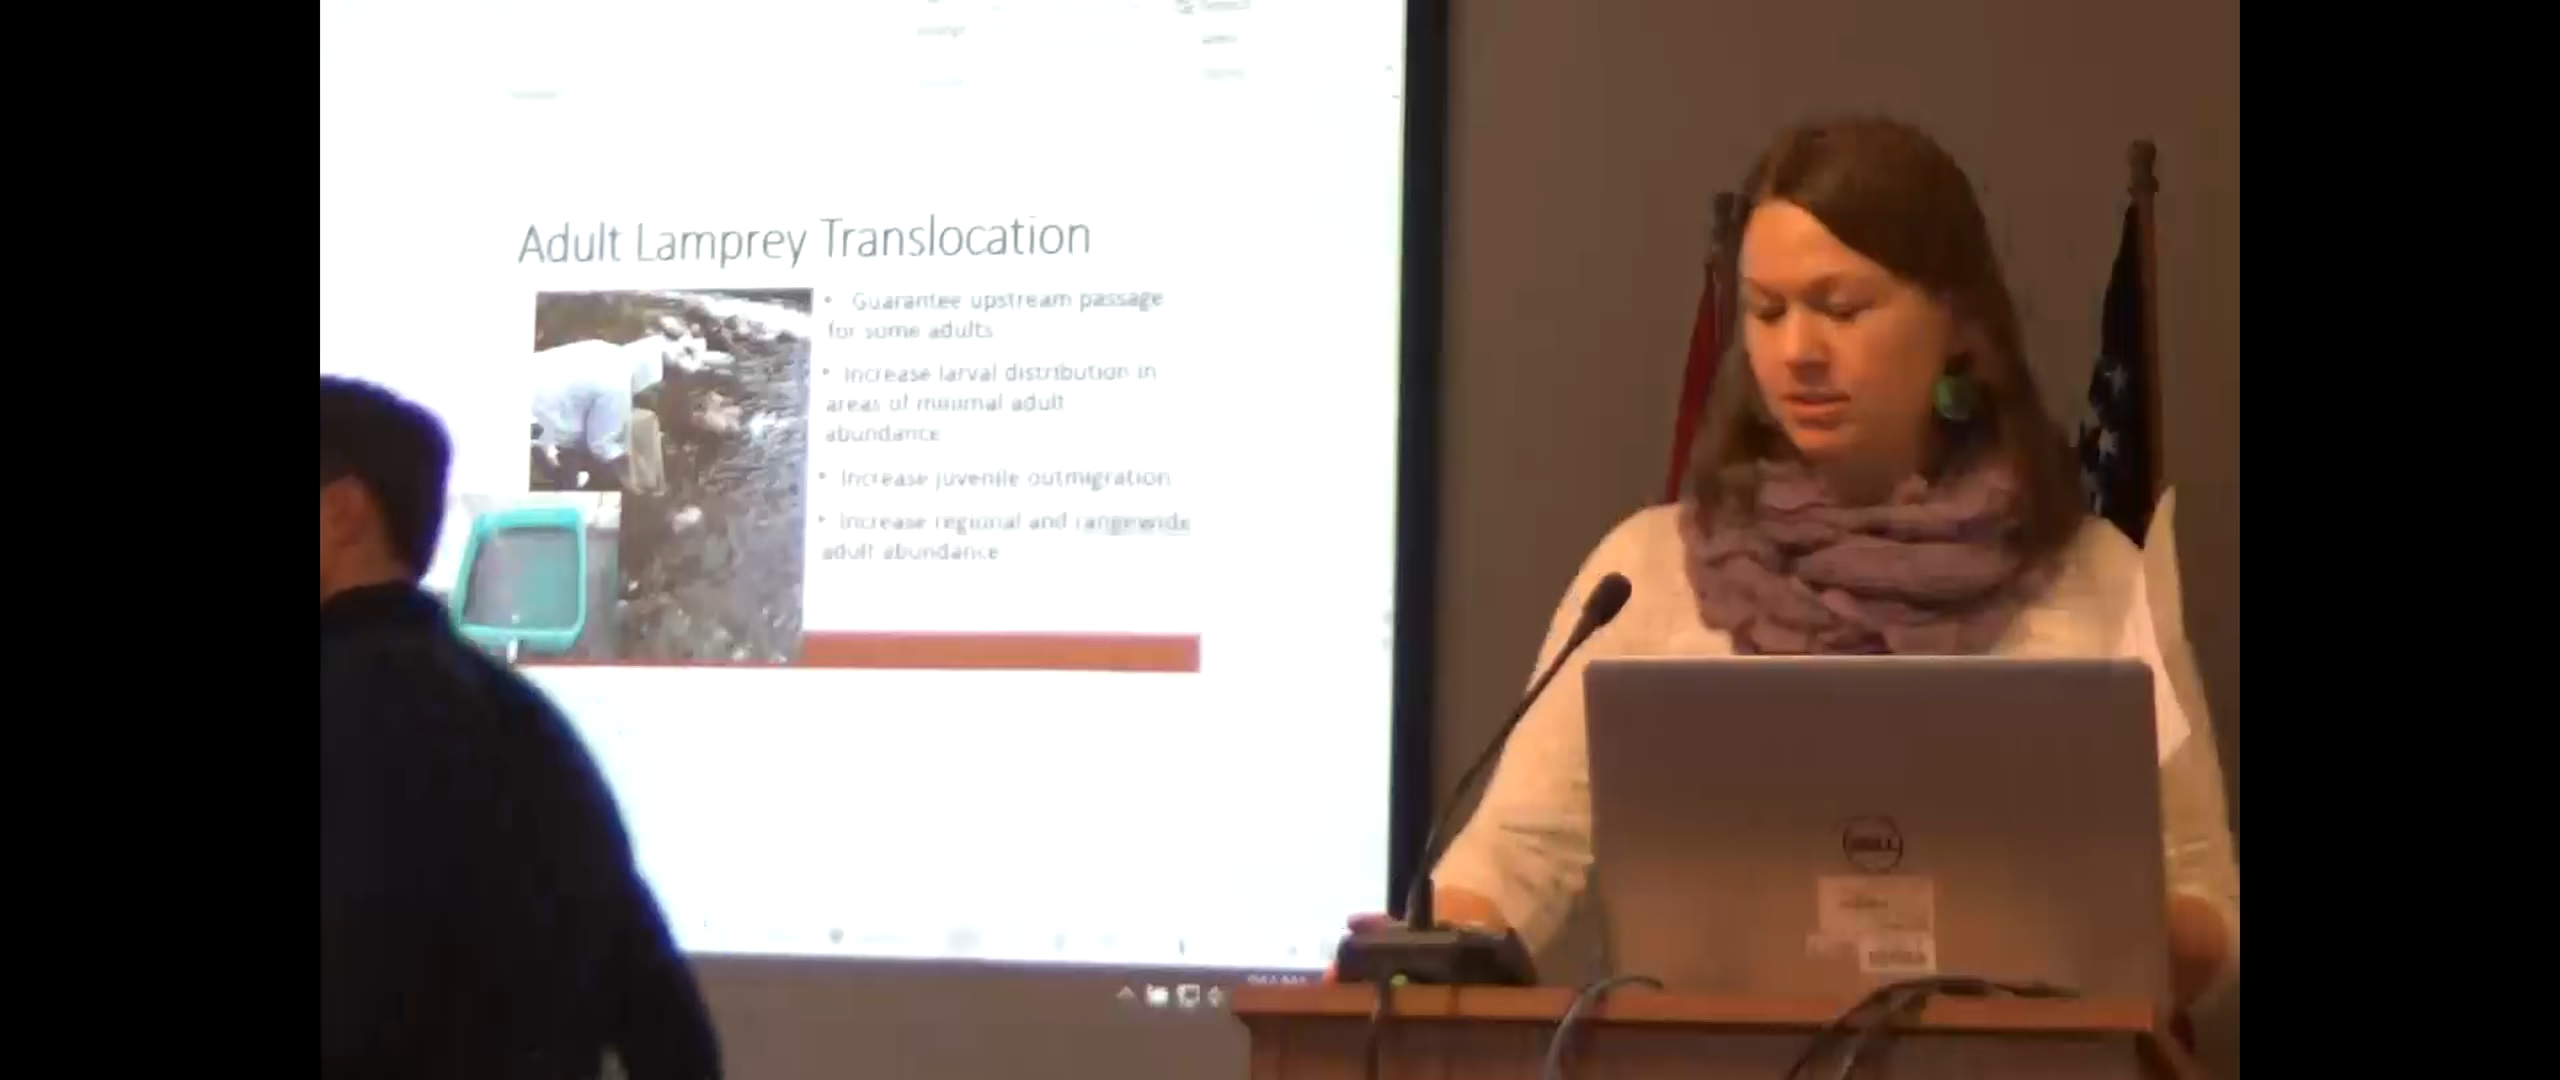 Adult Lamprey Translocation
• Guarantee upstream passage
for some adults
• Increase larval distribution in
areas of minimal adult
abundance
• Increase juvenile outmigration
• Increase regional and rangewide
adult abundance
DELL